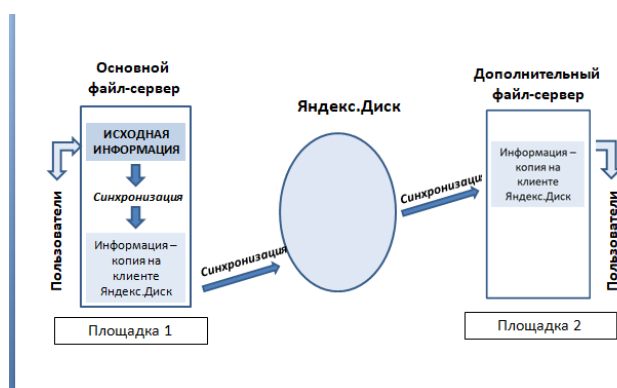 Основной
файл-сервер
ИСХОДНАЯ
ИНФОРМАЦИЯ
Синхронизация
Информация –
копия на
клиенте
Яндекс.Диск
Пользователи
Площадка 1
Синхронизация
Яндекс.Диск
Синхронизаци
Дополнительный
файл-сервер
Информация –
копия на
клиенте
Яндекс.Диск
Пользователи
Площадка 2